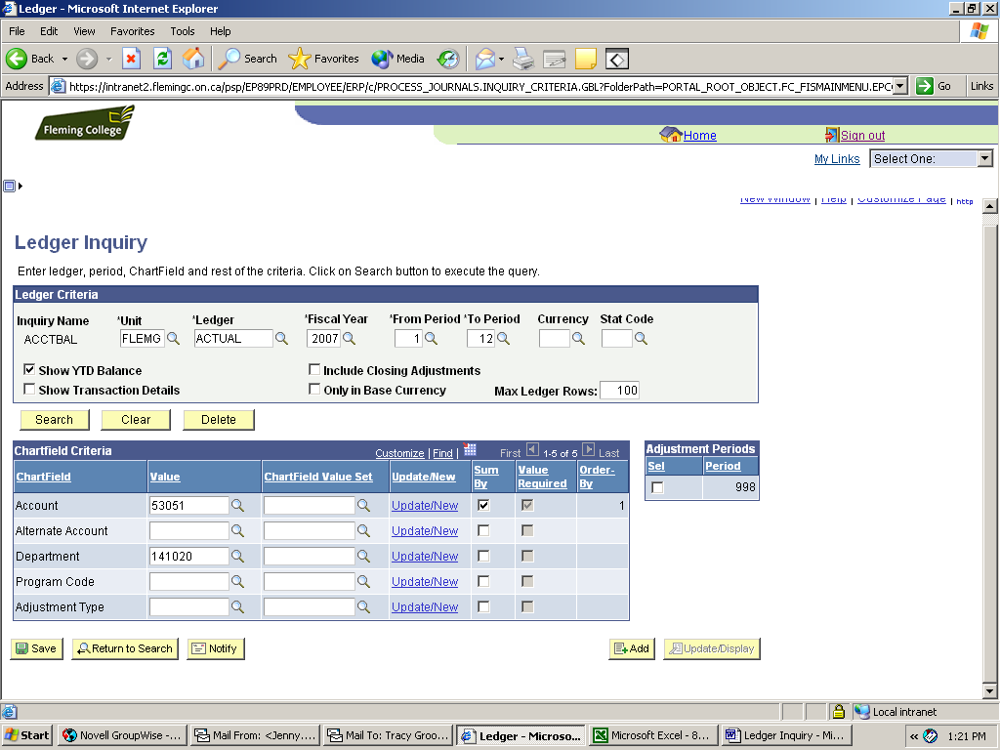 Ledger - Microsoft Internet Explorer
File Edit View Favorites Tools Help
Back Search Favorites Media
Address https://intranet2.flemingc.on.ca/psp/EP89PRD/EMPLOYEE/ERP/c/PROCESS_JOURNALS.INQUIRY_CRITERIA.GBL?FolderPath=PORTAL_ROOT_OBJECT.FC_FISMAINMENU.EPC Go Links
Fleming College
Home Sign out
My Links Select One:
New Window | Help | Customize Page | http
Ledger Inquiry
Enter ledger, period, ChartField and rest of the criteria. Click on Search button to execute the query.
Ledger Criteria
Inquiry Name *Unit *Ledger *Fiscal Year *From Period *To Period Currency Stat Code
ACCTBAL FLEMG ACTUAL 2007 1 12
Show YTD Balance Include Closing Adjustments
Show Transaction Details Only in Base Currency Max Ledger Rows: 100
Search Clear Delete
Chartfield Criteria Customize | Find | First 1-5 of 5 Last
ChartField Value ChartField Value Set Update/New Sum By Value Required Order-By
Account 53051 Update/New 1
Alternate Account Update/New
Department 141020 Update/New
Program Code Update/New
Adjustment Type Update/New
Adjustment Periods
Sel Period
998
Save Return to Search Notify Add Update/Display
Local intranet
Start Novell GroupWise -... Mail From: <Jenny.... Mail To: Tracy Groo... Ledger - Microso... Microsoft Excel - 8... Ledger Inquiry - Mi... « 1:21 PM